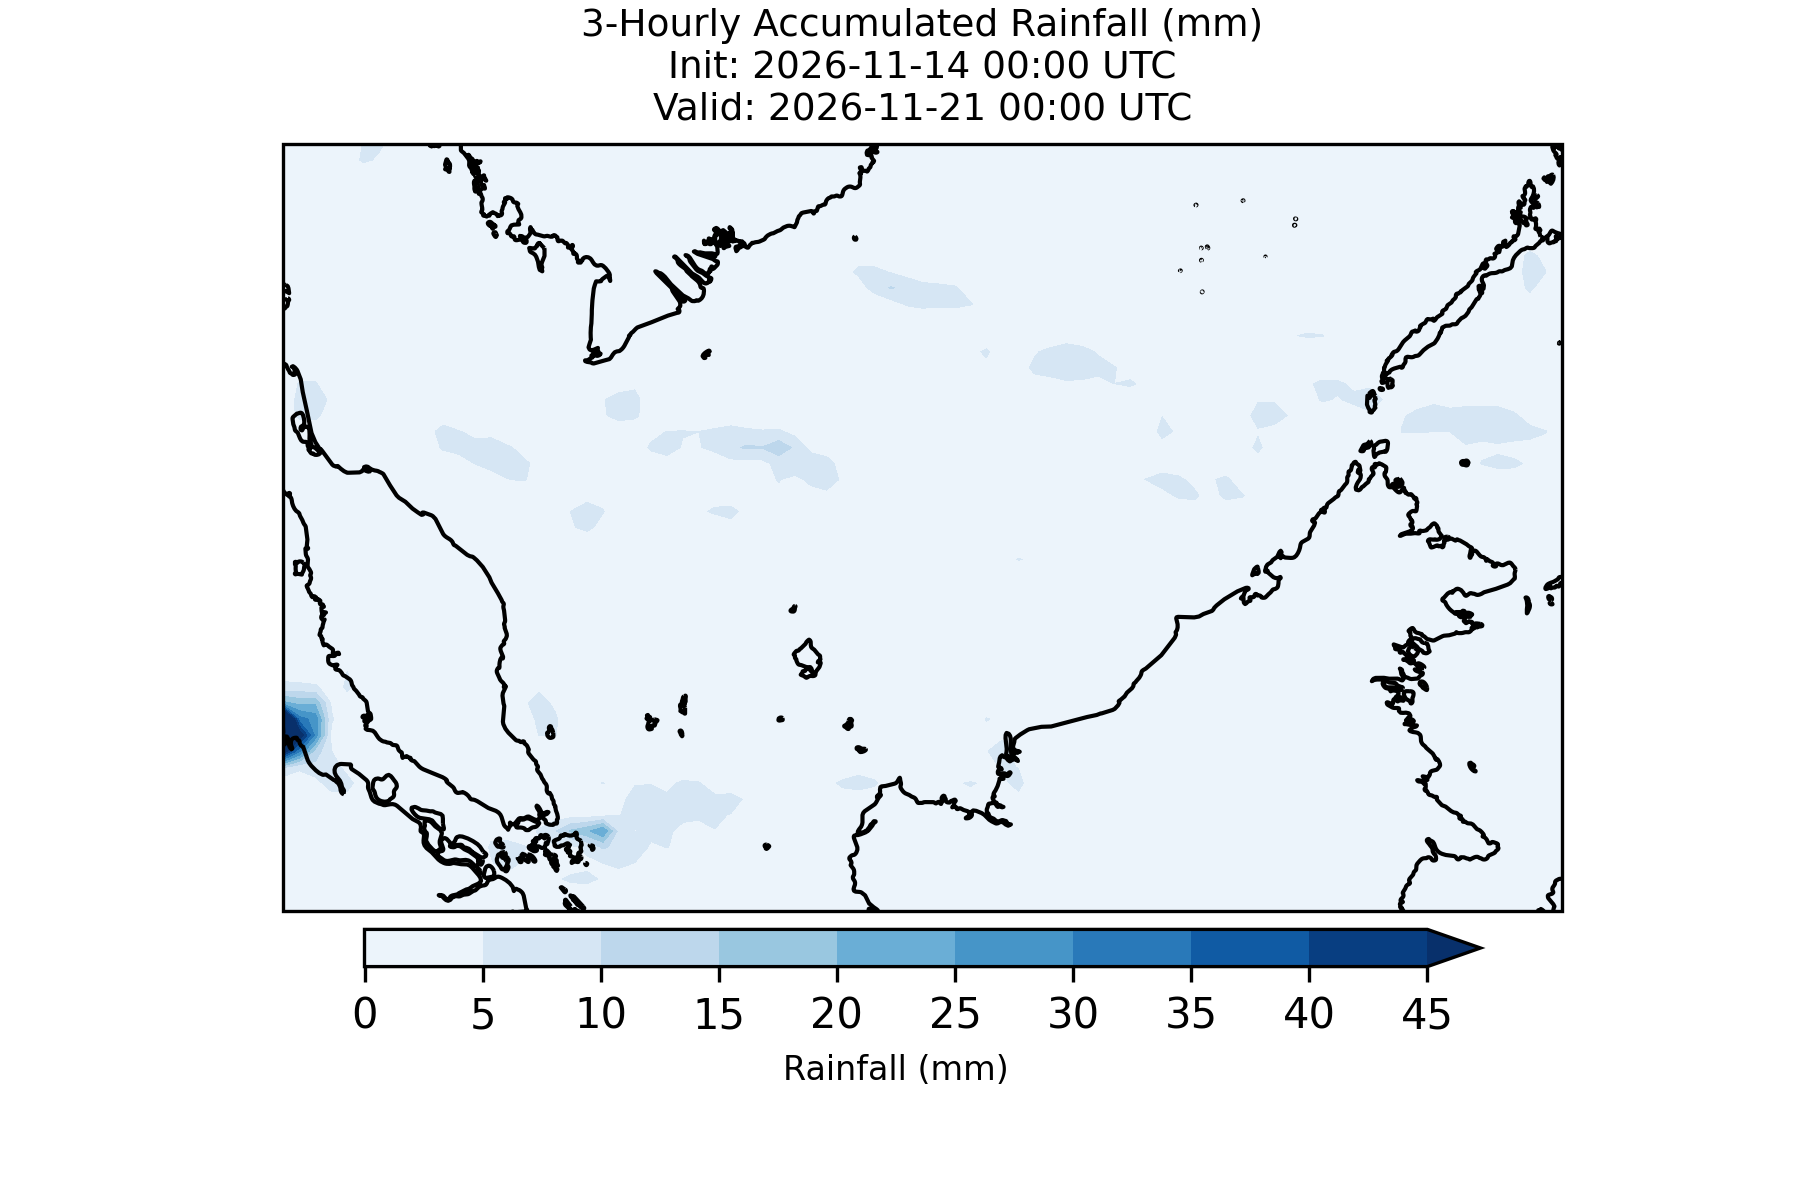 3-Hourly Accumulated Rainfall (mm)
Init: 2026-11-14 00:00 UTC
Valid: 2026-11-21 00:00 UTC
0 5 10 15 20 25 30 35 40 45
Rainfall (mm)